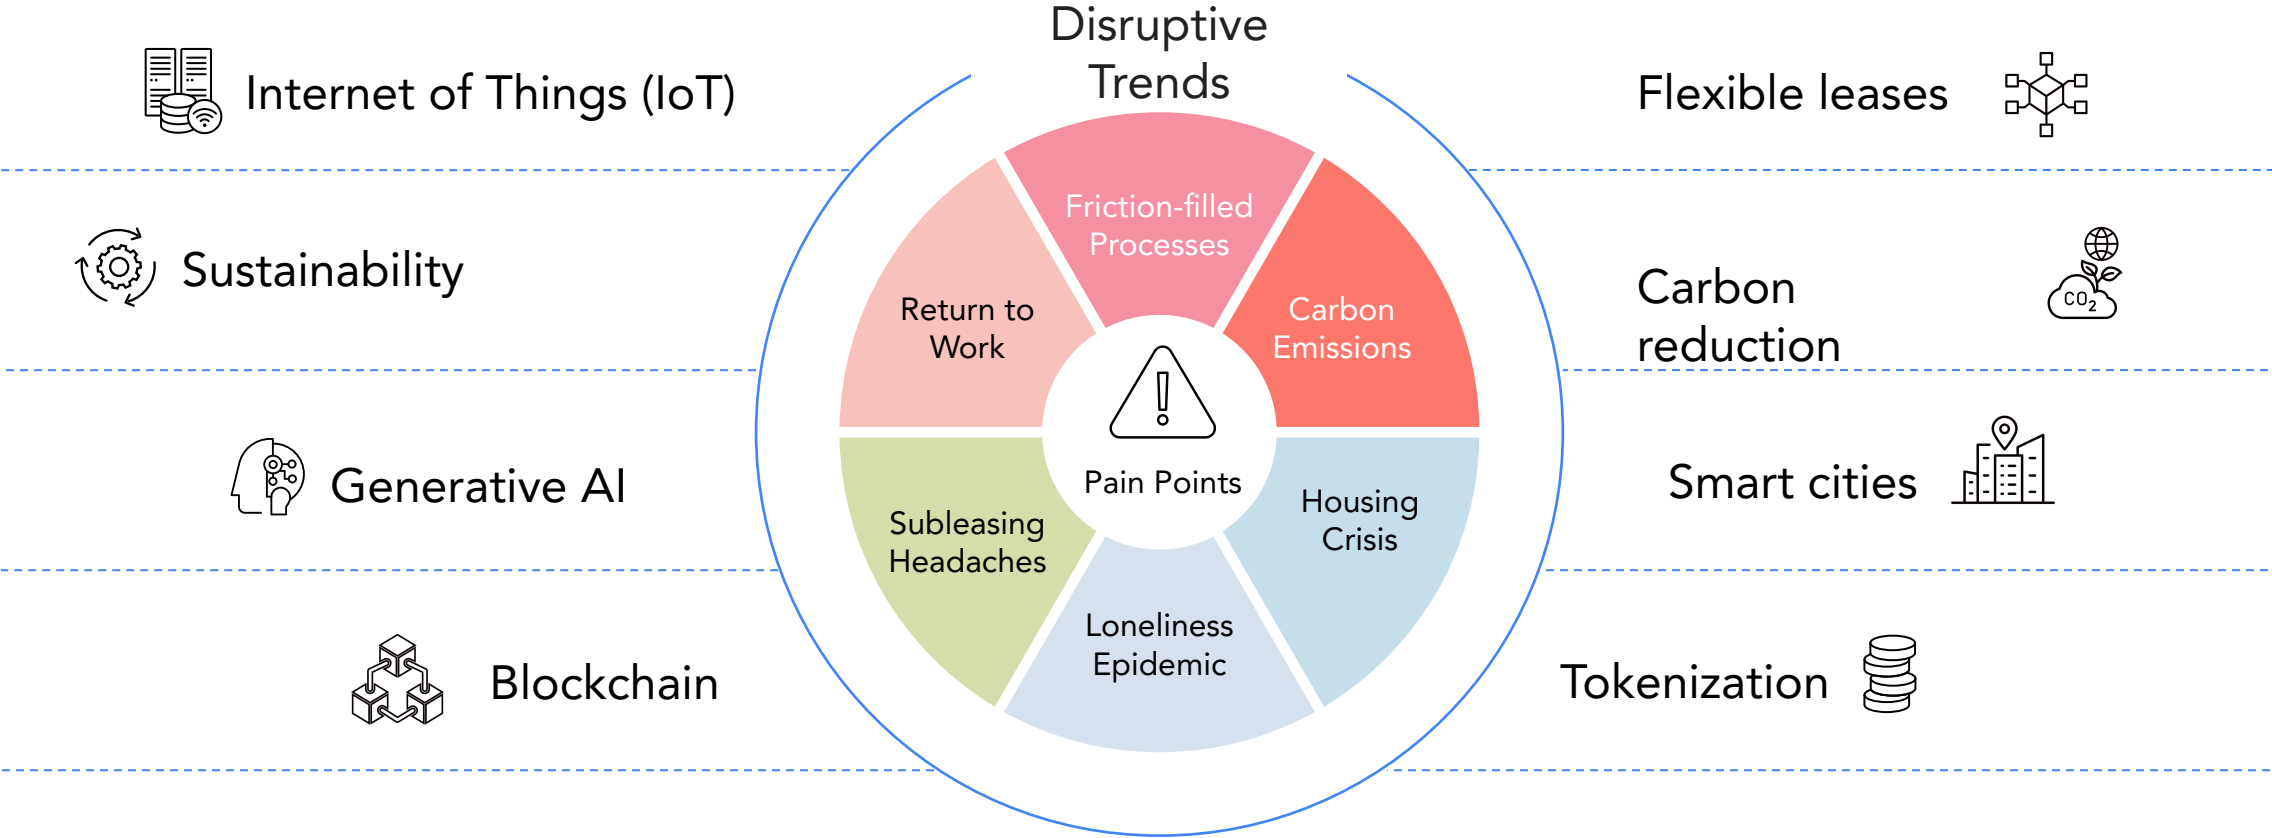 Disruptive
Trends
Internet of Things (IoT)
Sustainability
Generative AI
Blockchain
Friction-filled
Processes
Carbon
Emissions
Housing
Crisis
Loneliness
Epidemic
Subleasing
Headaches
Return to
Work
Pain Points
Flexible leases
Carbon
reduction
CO2
Smart cities
Tokenization